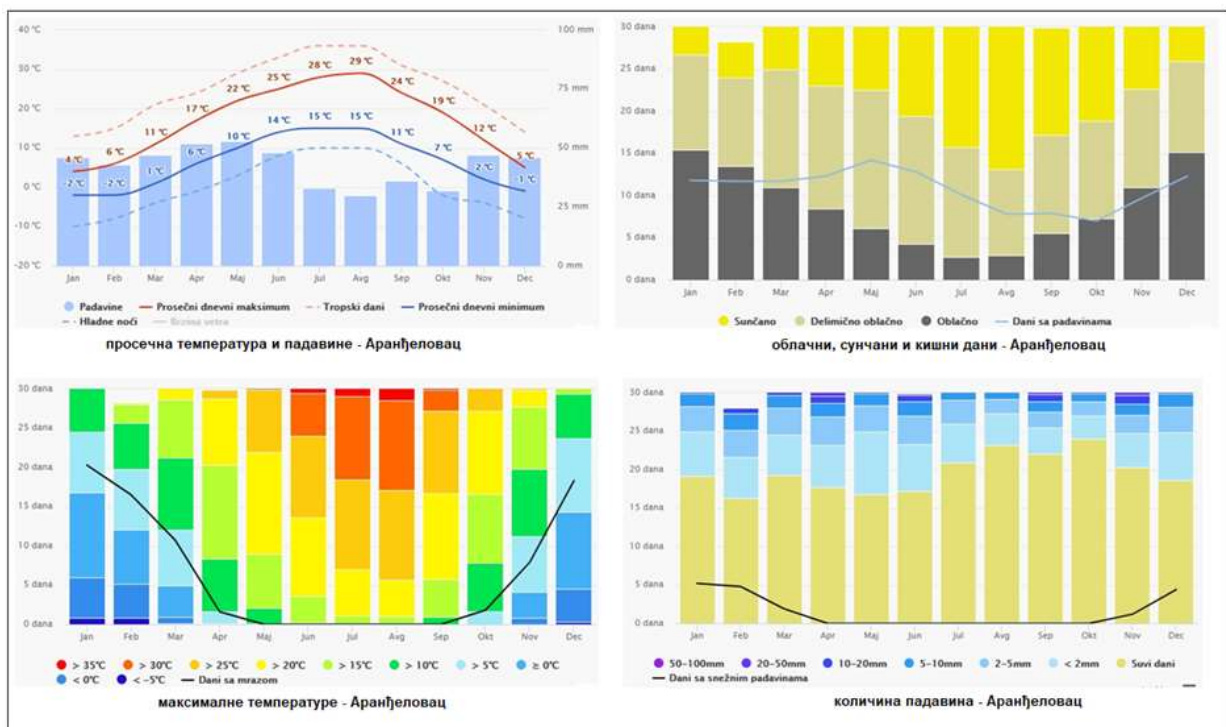 40 °C
30 °C
20 °C
10 °C
0 °C
-10 °C
-20 °C
100 mm
75 mm
50 mm
25 mm
0 mm
4 °C 6 °C 11 °C 17 °C 22 °C 25 °C 28 °C 29 °C 24 °C 19 °C 12 °C 5 °C
-2 °C -2 °C 1 °C 6 °C 10 °C 14 °C 15 °C 15 °C 11 °C 7 °C 2 °C -1 °C
Jan Feb Mar Apr Maj Jun Jul Avg Sep Okt Nov Dec
Padavine Prosečni dnevni maksimum Tropski dani Prosečni dnevni minimum
Hladne noći Brzina vetra
просечна температура и падавине - Аранђеловац
30 dana
25 dana
20 dana
15 dana
10 dana
5 dana
0 dana
Jan Feb Mar Apr Maj Jun Jul Avg Sep Okt Nov Dec
Sunčano Delimično oblačno Oblačno Dani sa padavinama
облачни, сунчани и кишни дани - Аранђеловац
30 dana
25 dana
20 dana
15 dana
10 dana
5 dana
0 dana
Jan Feb Mar Apr Maj Jun Jul Avg Sep Okt Nov Dec
> 35°C > 30°C > 25°C > 20°C > 15°C > 10°C > 5°C ≥ 0°C
< 0°C < -5°C Dani sa mrazom
максималне температуре - Аранђеловац
30 dana
25 dana
20 dana
15 dana
10 dana
5 dana
0 dana
Jan Feb Mar Apr Maj Jun Jul Avg Sep Okt Nov Dec
50-100mm 20-50mm 10-20mm 5-10mm 2-5mm < 2mm Suvi dani
Dani sa snežnim padavinama
количина падавина - Аранђеловац